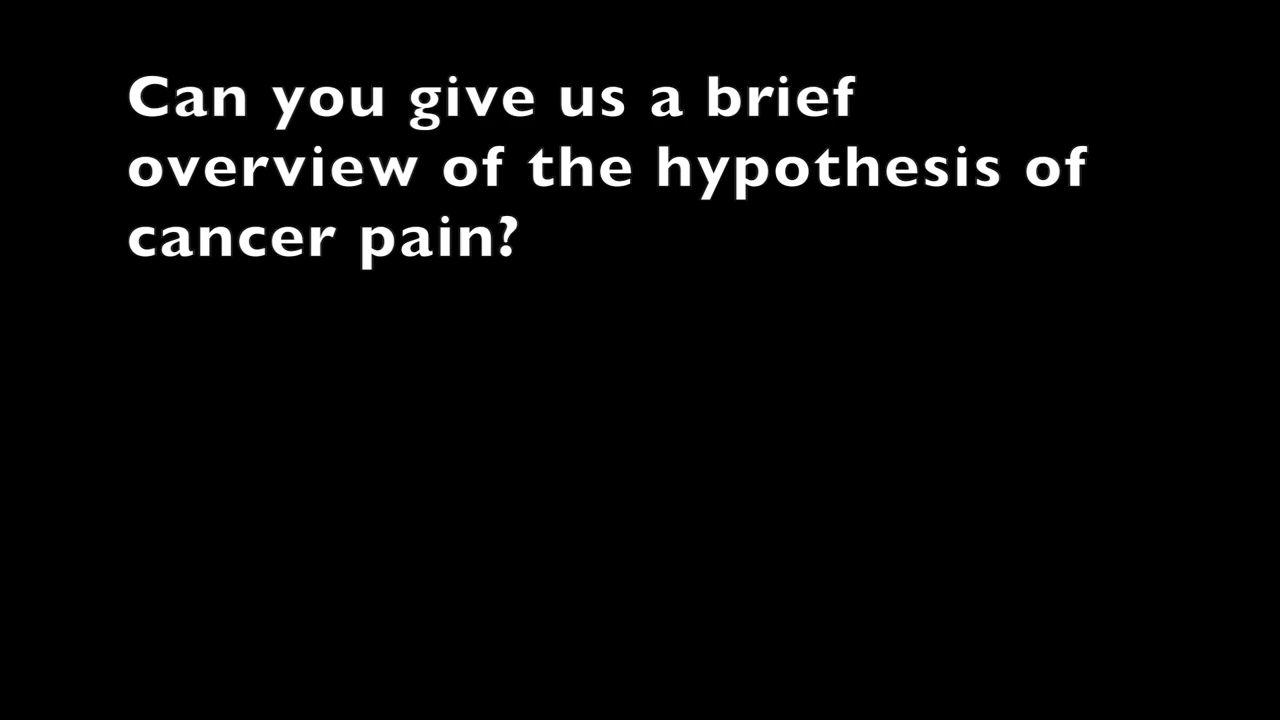 Can you give us a brief
overview of the hypothesis of
cancer pain?